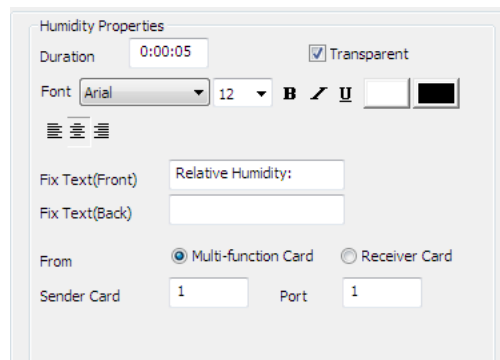 Humidity Properties
Duration 0:00:05 Transparent
Font Arial 12 B I U
Fix Text(Front) Relative Humidity:
Fix Text(Back)
From Multi-function Card Receiver Card
Sender Card 1 Port 1